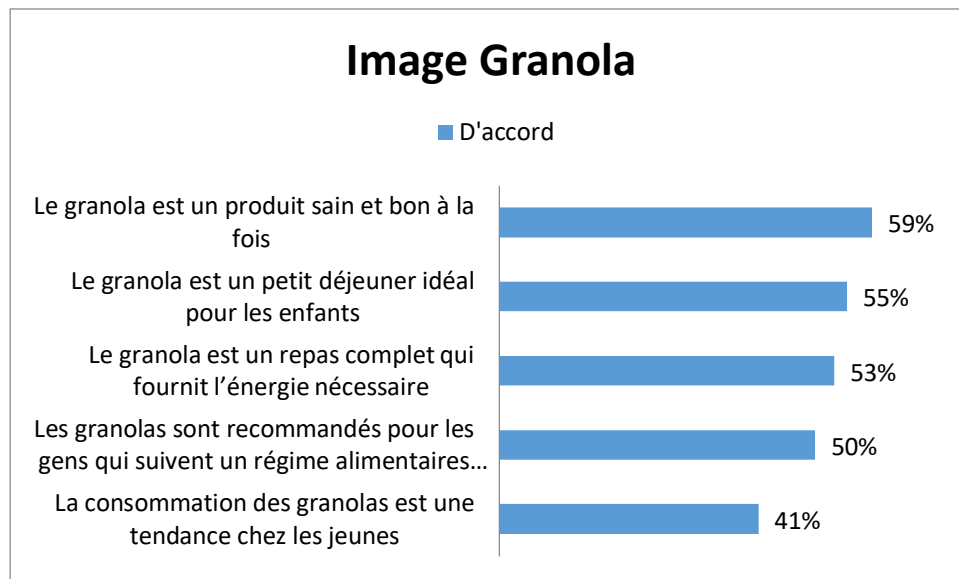 Image Granola
D'accord
Le granola est un produit sain et bon à la
fois
59%
Le granola est un petit déjeuner idéal
pour les enfants
55%
Le granola est un repas complet qui
fournit l’énergie nécessaire
53%
Les granolas sont recommandés pour les
gens qui suivent un régime alimentaires...
50%
La consommation des granolas est une
tendance chez les jeunes
41%